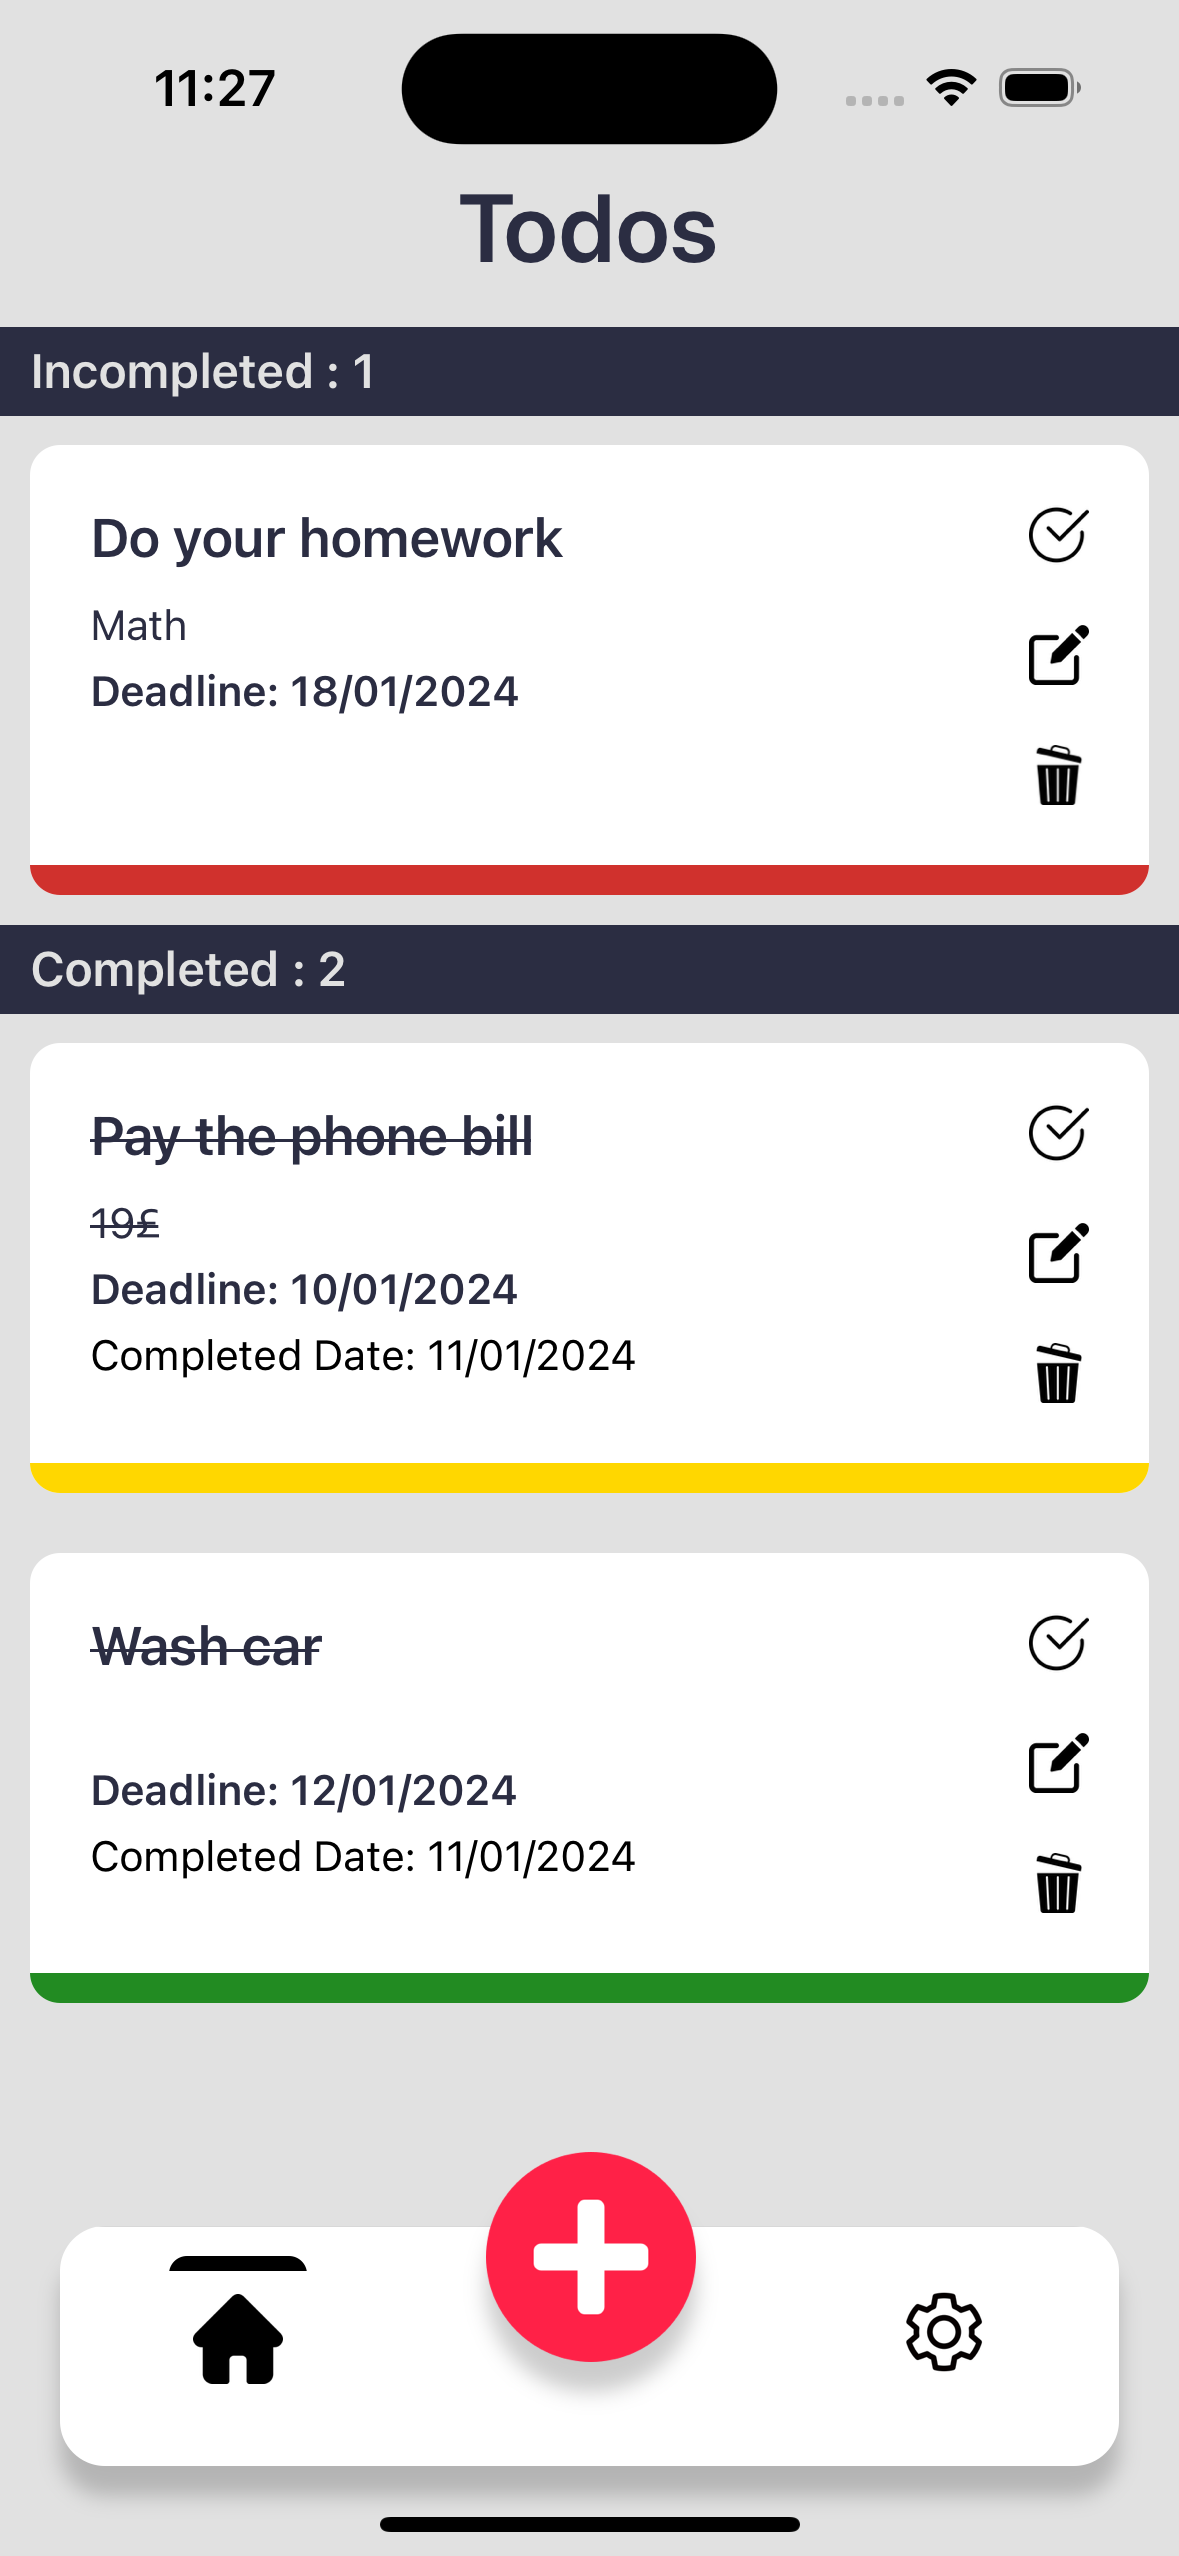 11:27
Todos
Incompleted : 1
Do your homework
Math
Deadline: 18/01/2024
Completed : 2
Pay the phone bill
19£
Deadline: 10/01/2024
Completed Date: 11/01/2024
Wash car
Deadline: 12/01/2024
Completed Date: 11/01/2024